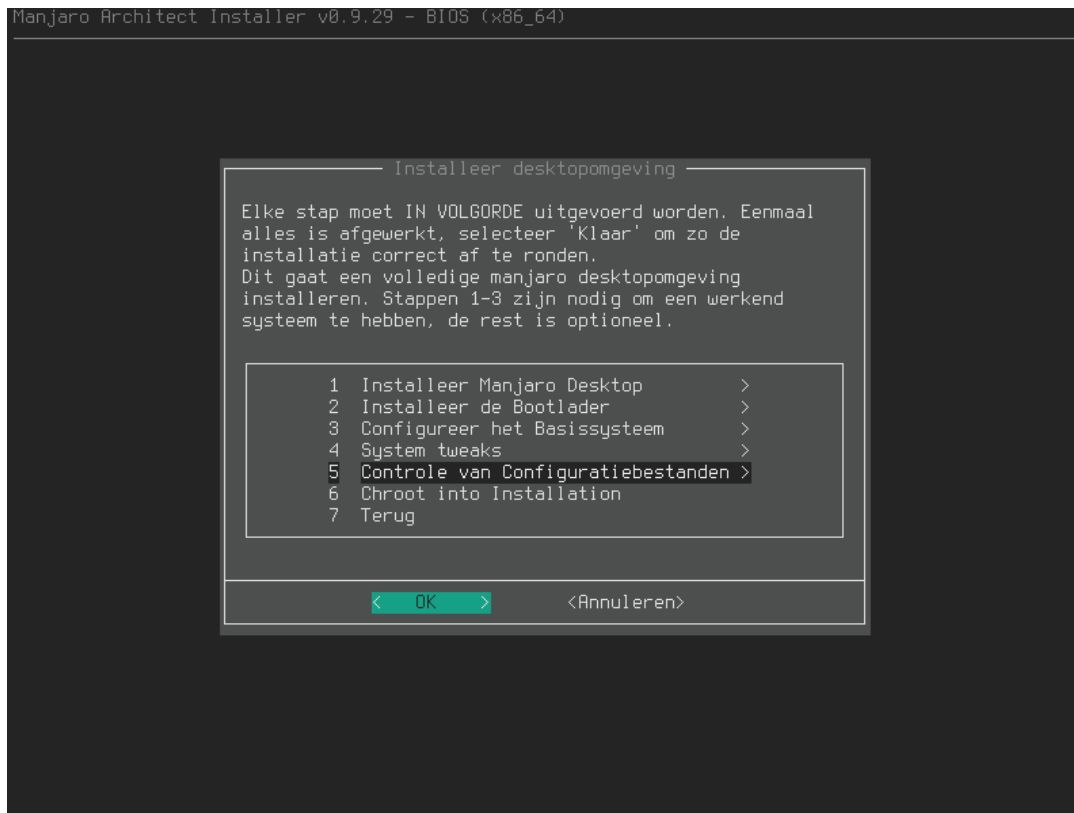 Manjaro Architect Installer v0.9.29 - BIOS (x86_64)
Installeer desktopomgeving
Elke stap moet IN VOLGORDE uitgevoerd worden. Eenmaal
alles is afgewerkt, selecteer 'Klaar' om zo de
installatie correct af te ronden.
Dit gaat een volledige manjaro desktopomgeving
installeren. Stappen 1-3 zijn nodig om een werkend
systeem te hebben, de rest is optioneel.
1 Installeer Manjaro Desktop >
2 Installeer de Bootlader >
3 Configureer het Basissysteem >
4 System tweaks >
5 Controle van Configuratiebestanden >
6 Chroot into Installation
7 Terug
< OK > <Annuleren>